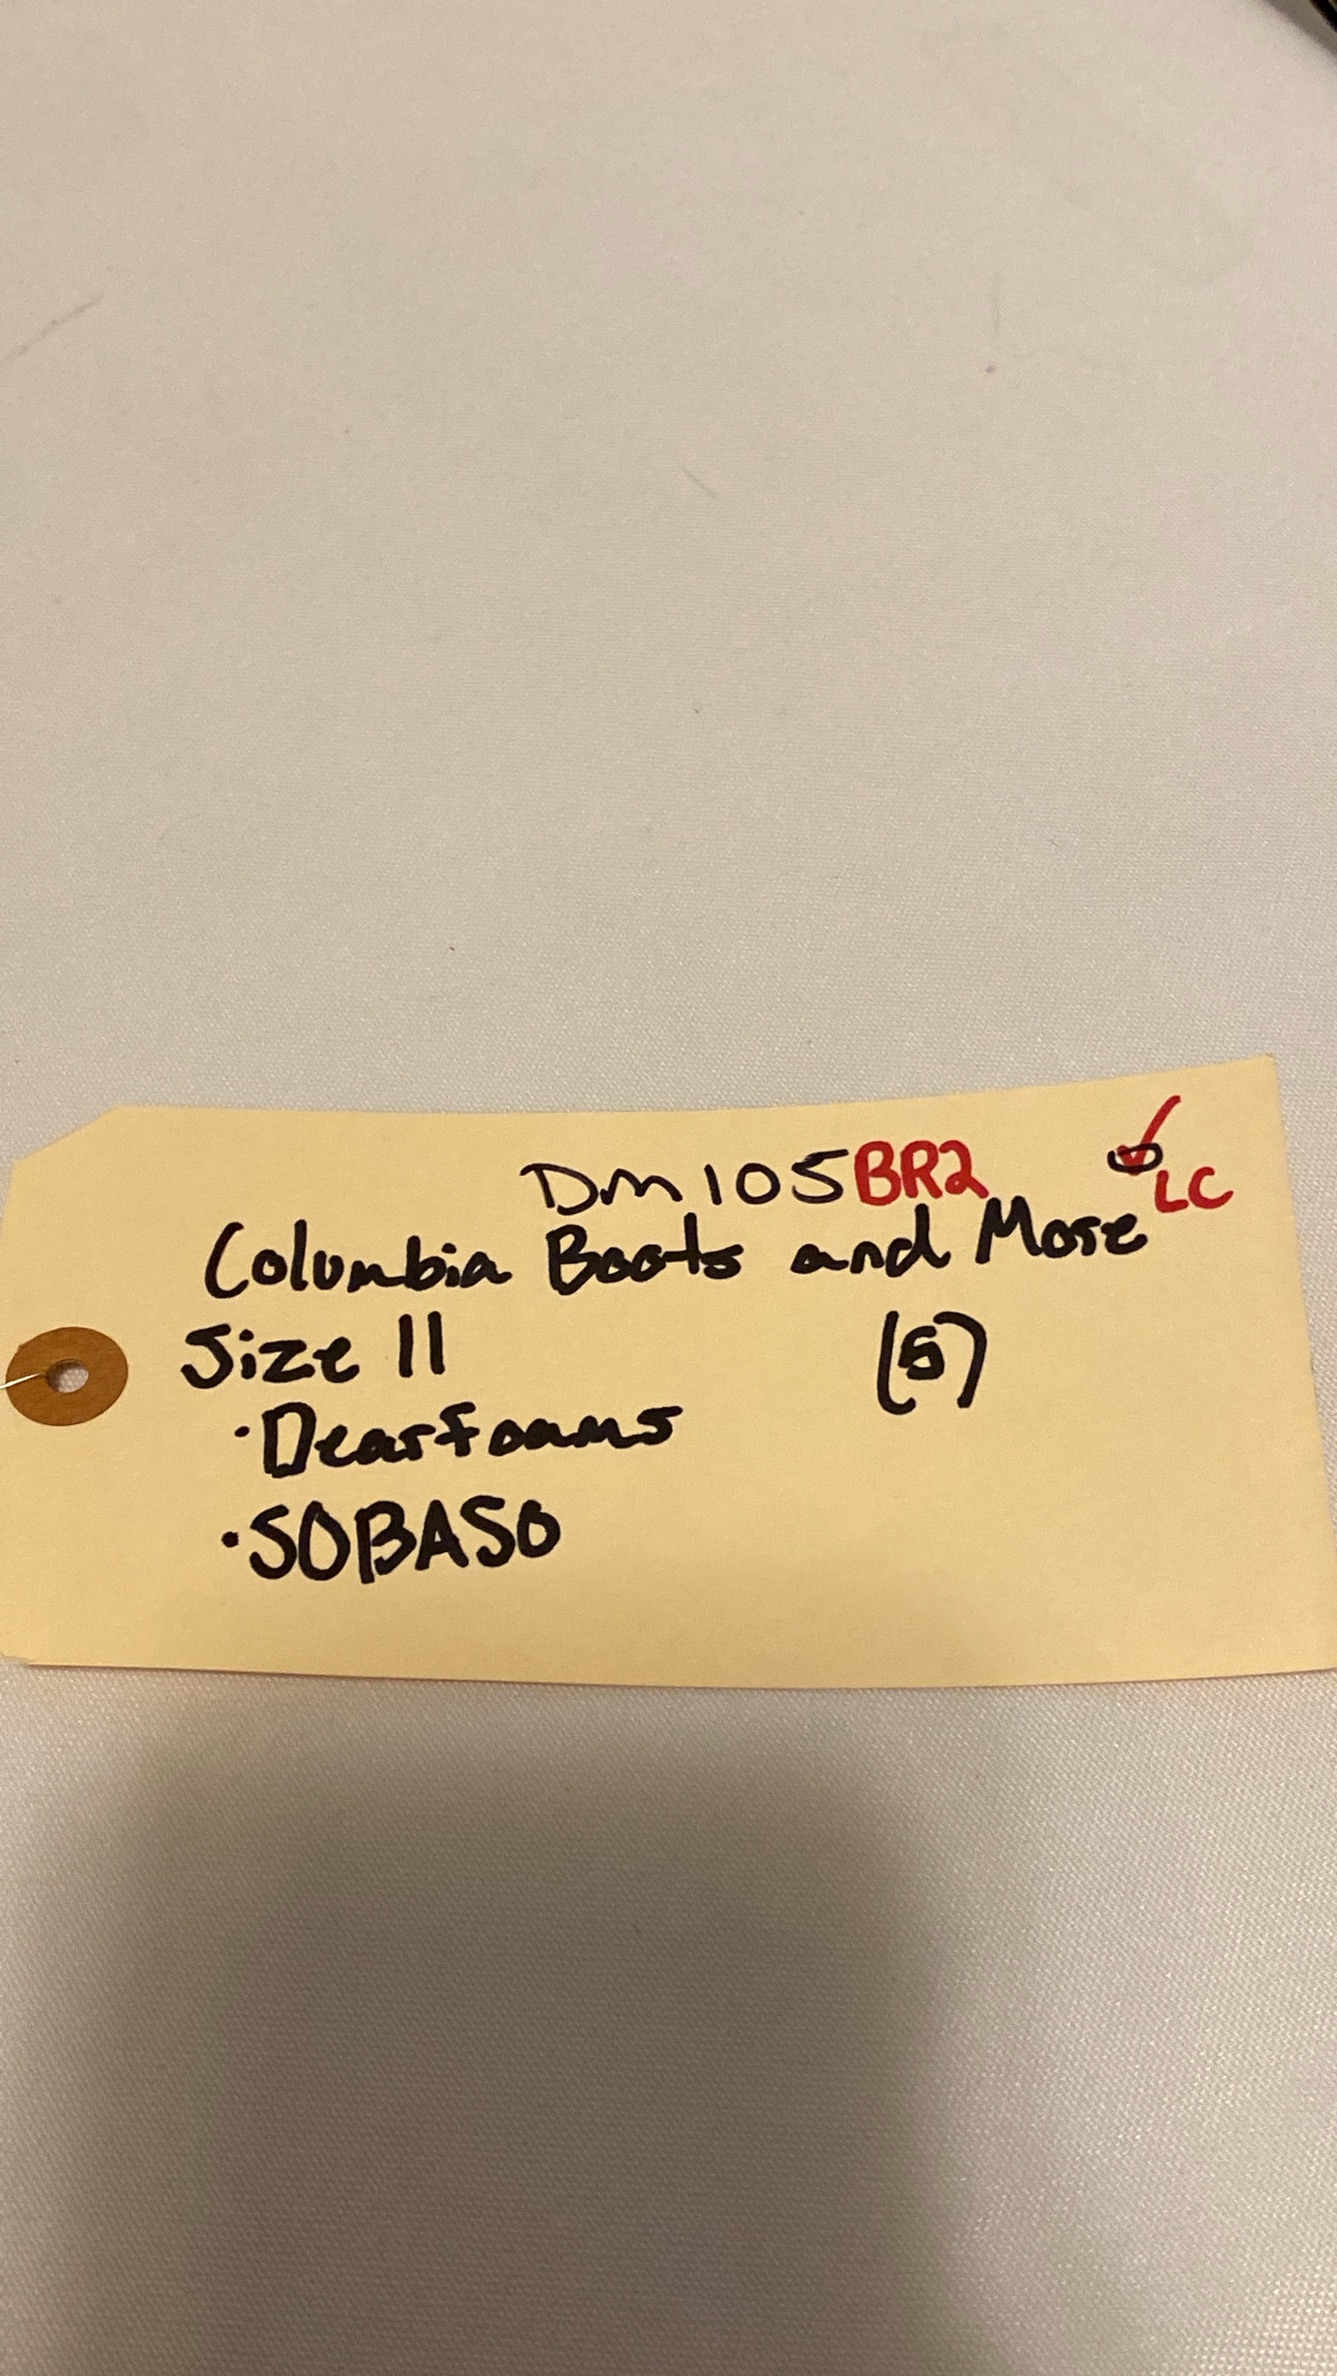 DM105BR2 ✓
LC
Columbia Boots and More
Size 11 (5)
·Dearfoams
·SOBASO